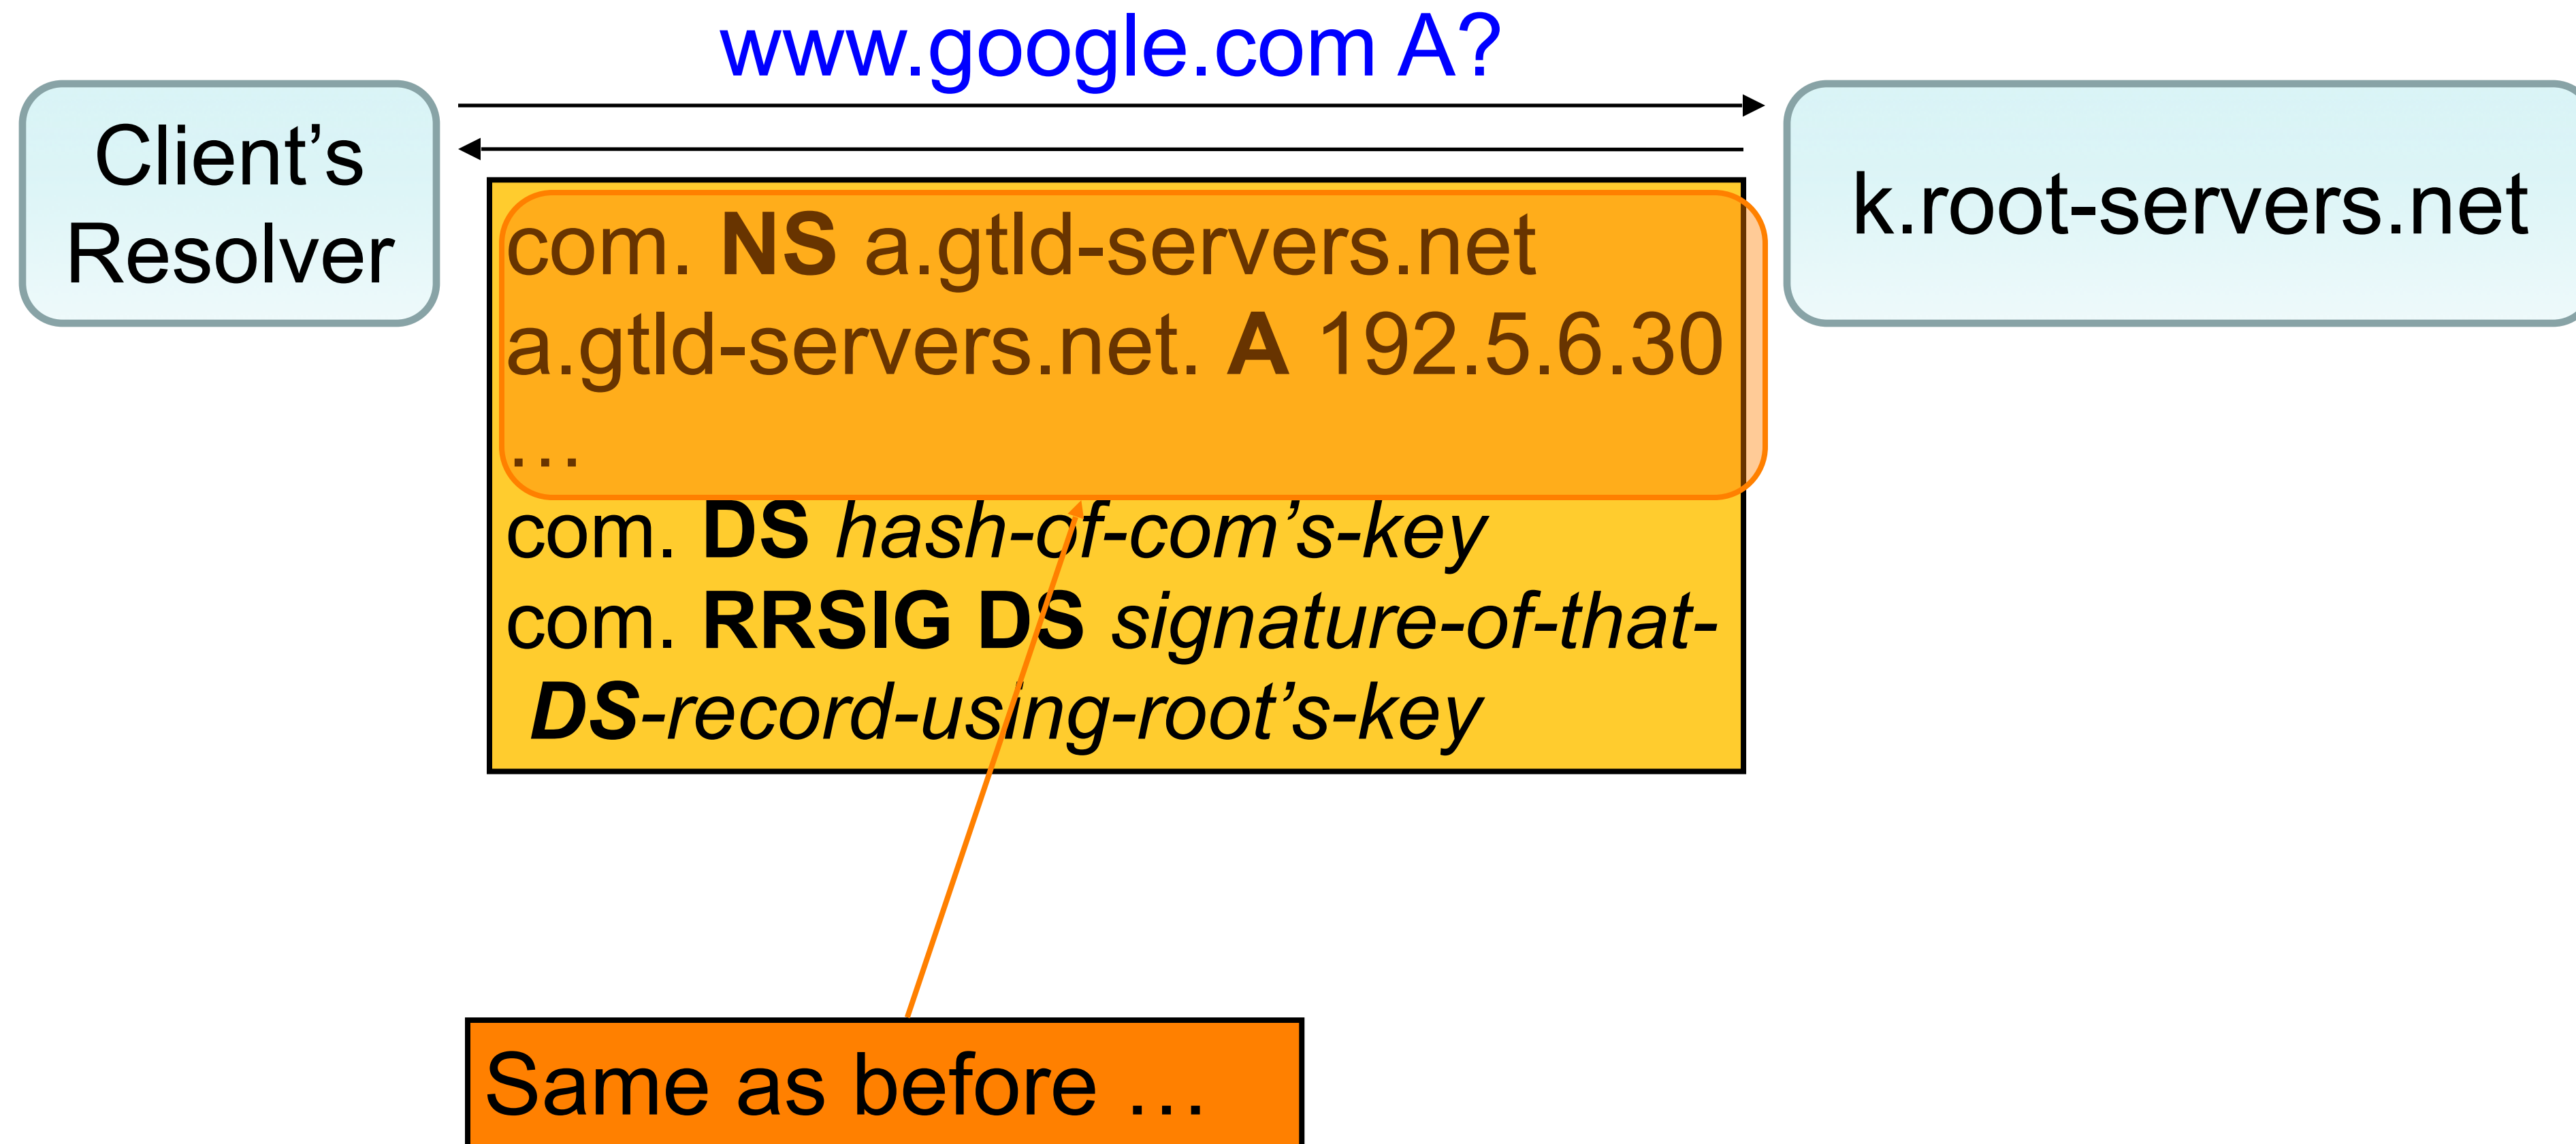 www.google.com A?
Client’s
Resolver
k.root-servers.net
com. NS a.gtld-servers.net
a.gtld-servers.net. A 192.5.6.30
…
com. DS hash-of-com’s-key
com. RRSIG DS signature-of-that-
DS-record-using-root’s-key
Same as before …